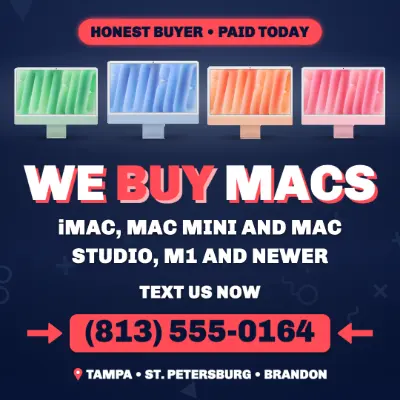 HONEST BUYER • PAID TODAY
WE BUY MACS
iMAC, MAC MINI AND MAC
STUDIO, M1 AND NEWER
TEXT US NOW
(813) 555-0164
TAMPA • ST. PETERSBURG • BRANDON